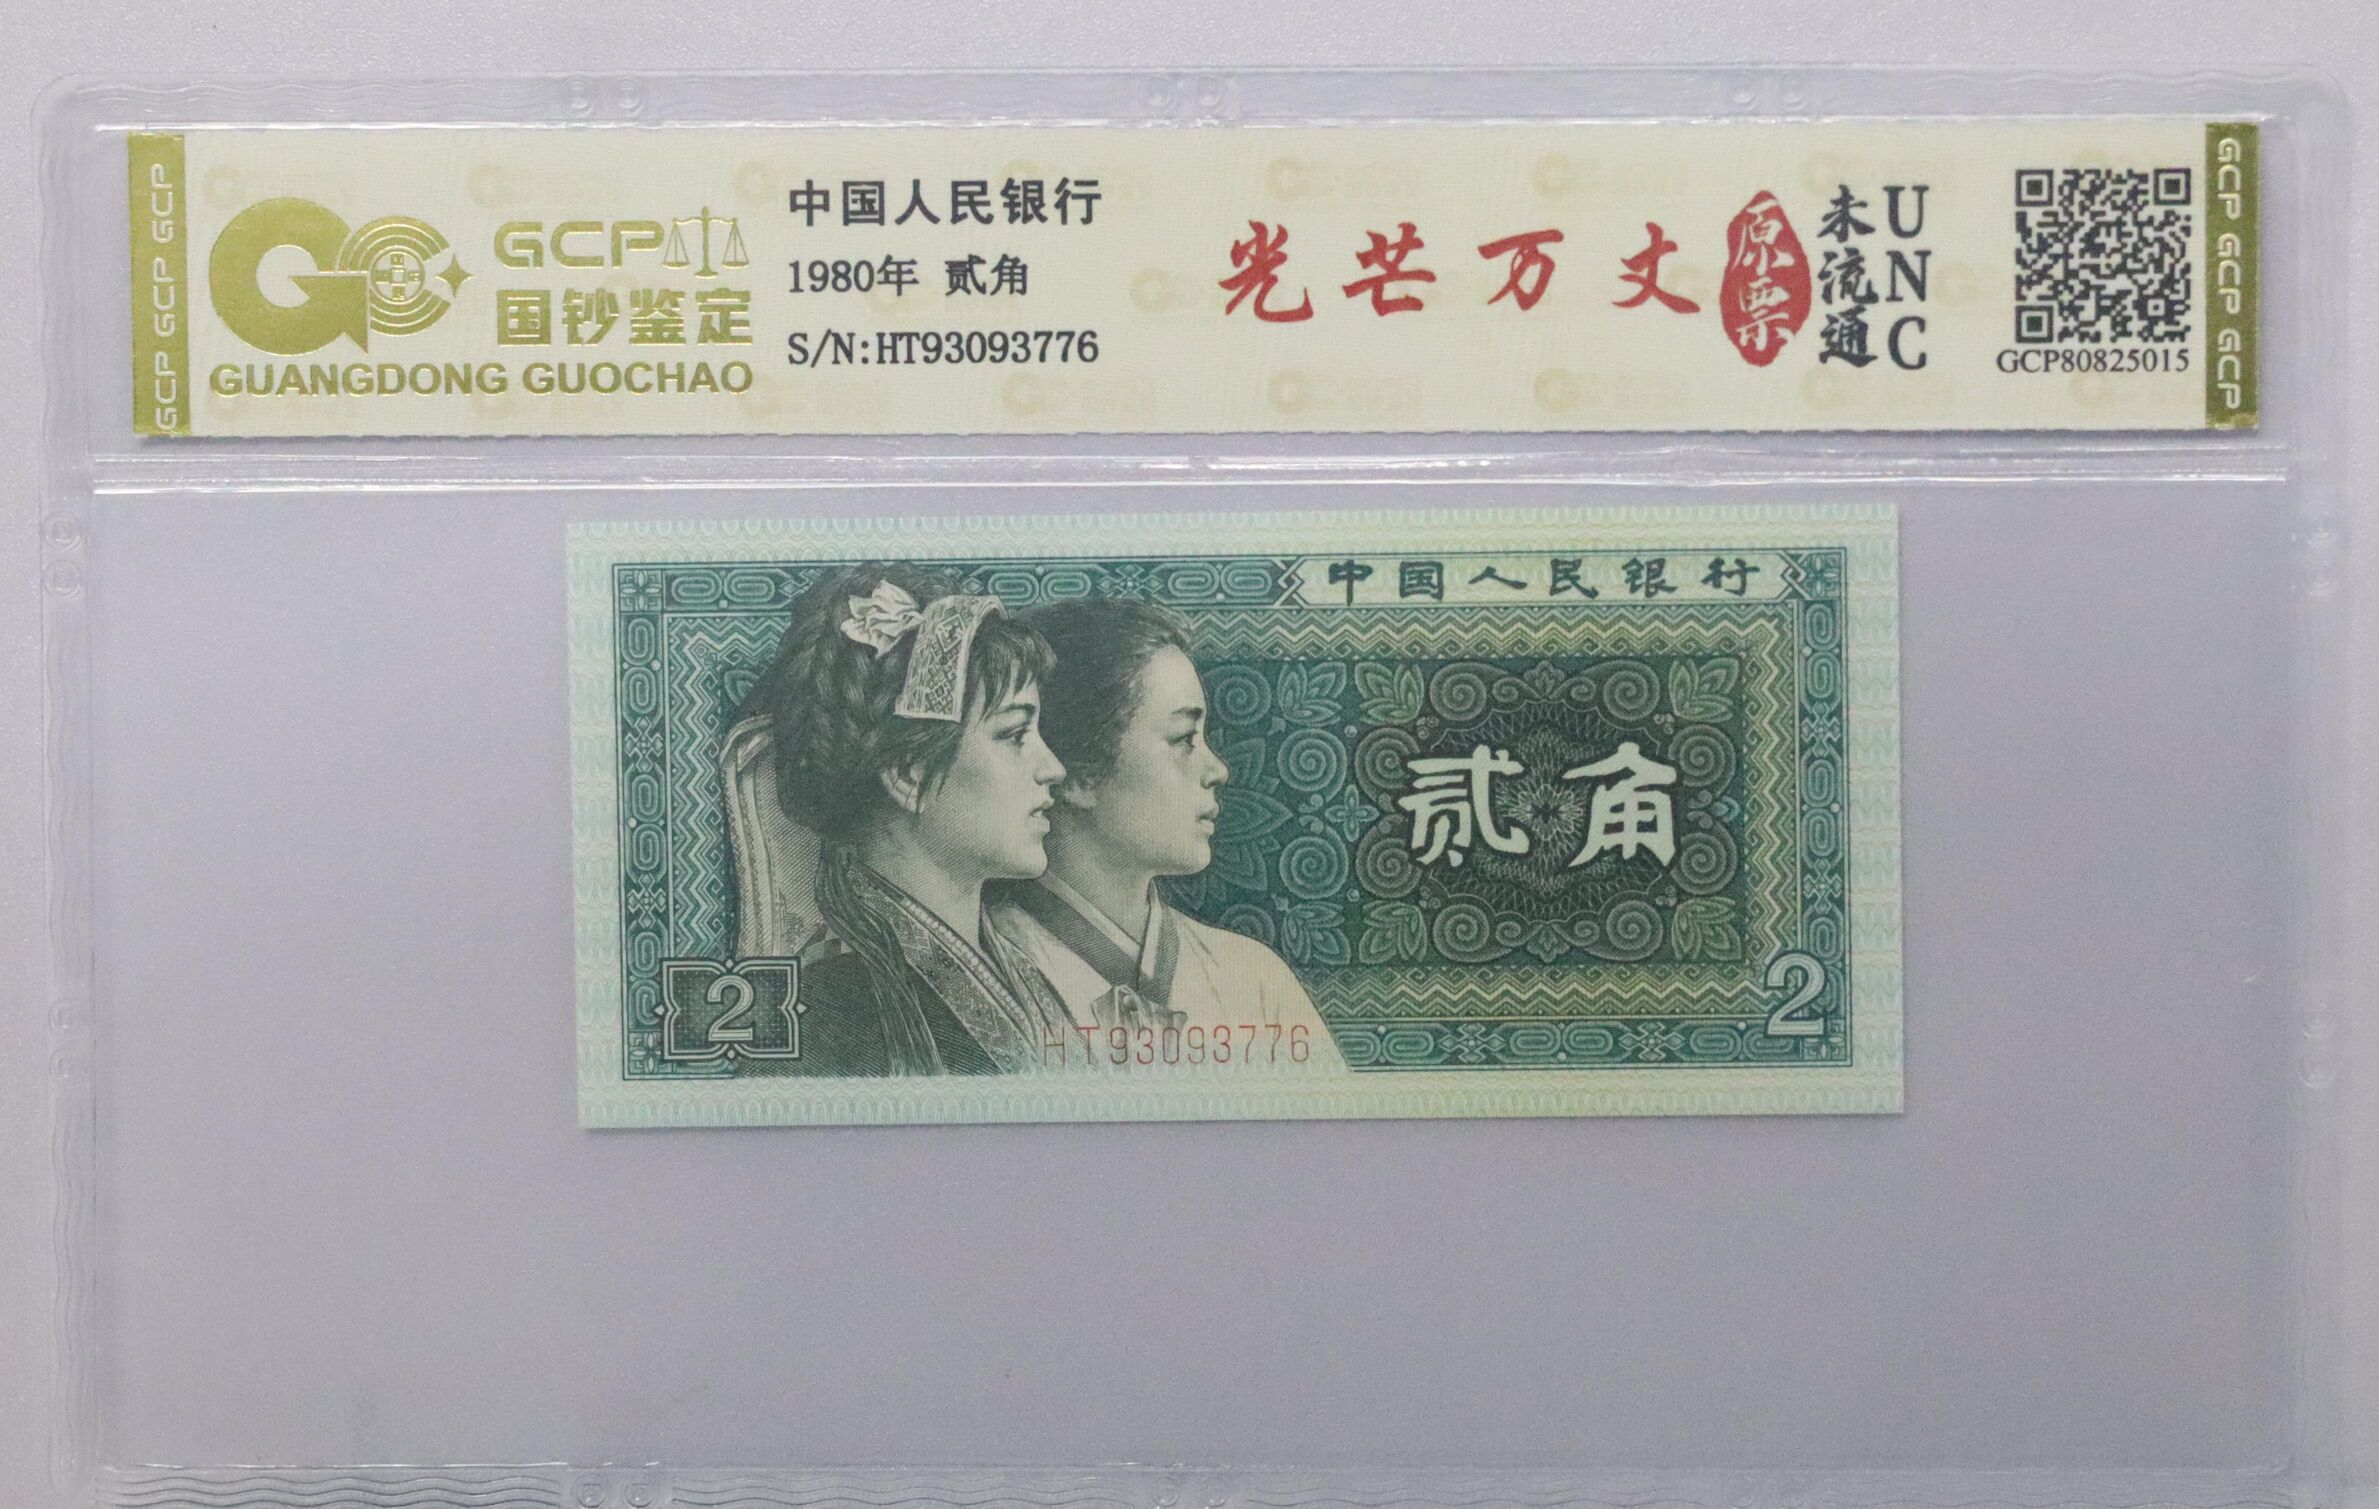 GCP GCP GCP
GCP
国钞鉴定
GUANGDONG GUOCHAO
中国人民银行
1980年 贰角
S/N:HT93093776
光芒万丈
原票
未流通
UNC
GCP80825015
GCP GCP GCP
中国人民银行
贰角
2
2
HT93093776